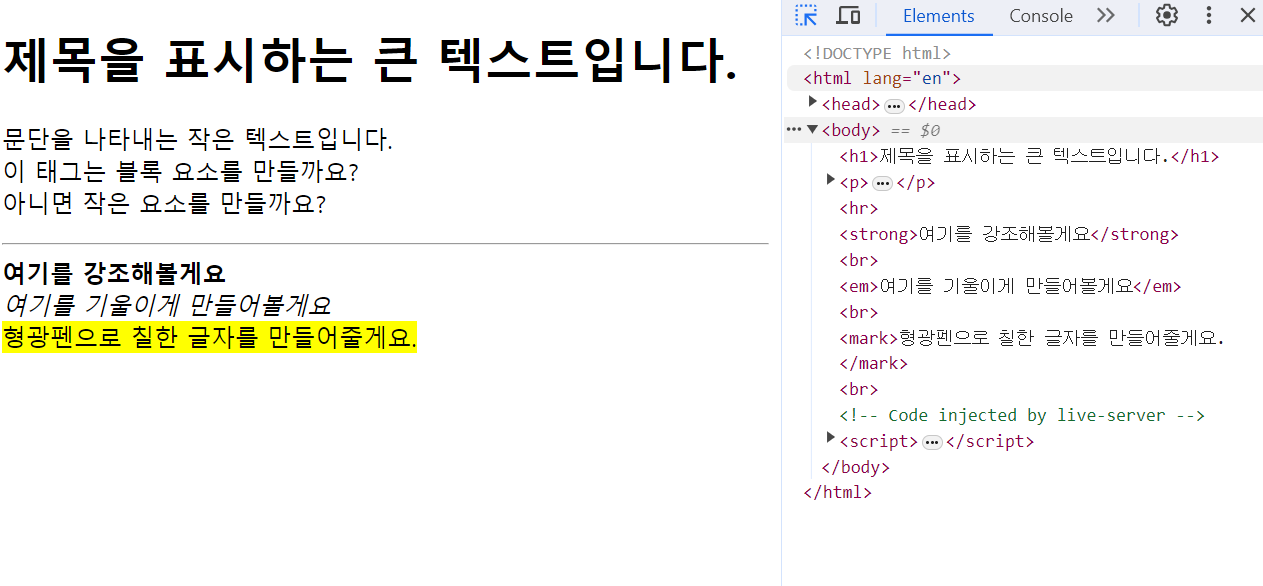 제목을 표시하는 큰 텍스트입니다.
문단을 나타내는 작은 텍스트입니다.
이 태그는 블록 요소를 만들까요?
아니면 작은 요소를 만들까요?
여기를 강조해볼게요
여기를 기울이게 만들어볼게요
형광펜으로 칠한 글자를 만들어줄게요.
Elements Console
<!DOCTYPE html>
<html lang="en">
<head>…</head>
<body> == $0
<h1>제목을 표시하는 큰 텍스트입니다.</h1>
<p>…</p>
<hr>
<strong>여기를 강조해볼게요</strong>
<br>
<em>여기를 기울이게 만들어볼게요</em>
<br>
<mark>형광펜으로 칠한 글자를 만들어줄게요.
</mark>
<br>
<!-- Code injected by live-server -->
<script>…</script>
</body>
</html>